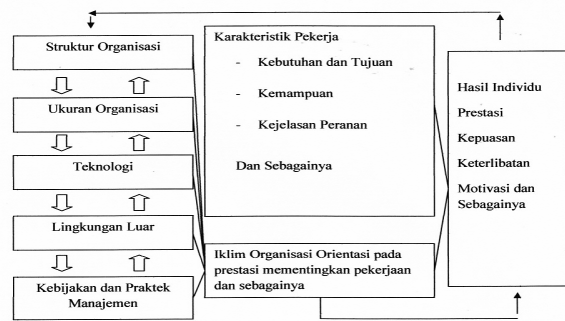 Struktur Organisasi
Ukuran Organisasi
Teknologi
Lingkungan Luar
Kebijakan dan Praktek
Manajemen
Karakteristik Pekerja
- Kebutuhan dan Tujuan
- Kemampuan
- Kejelasan Peranan
Dan Sebagainya
Iklim Organisasi Orientasi pada
prestasi mementingkan pekerjaan
dan sebagainya
Hasil Individu
Prestasi
Kepuasan
Keterlibatan
Motivasi dan
Sebagainya